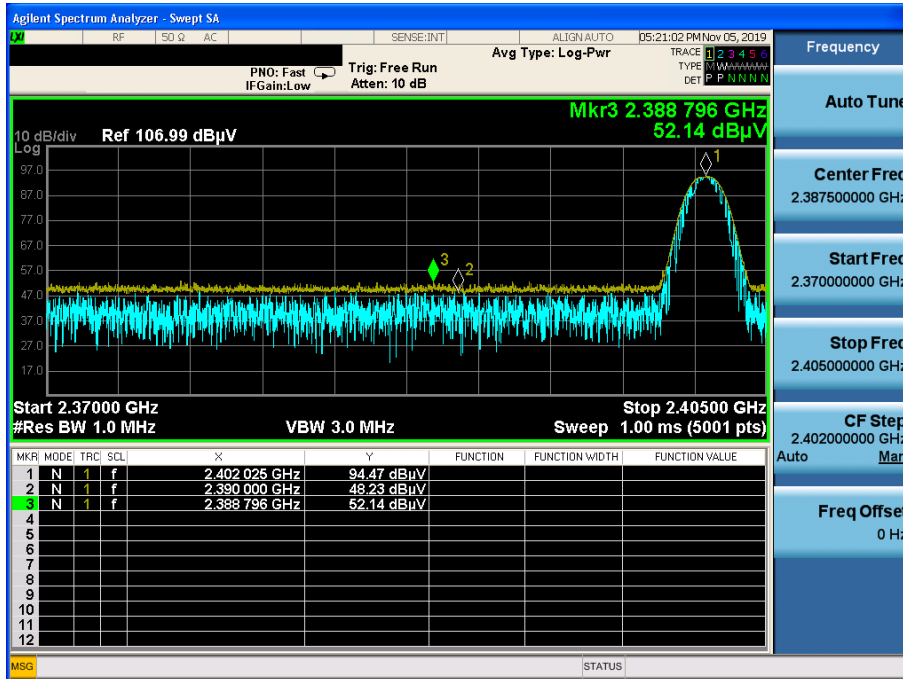 Agilent Spectrum Analyzer - Swept SA
LXI RF 50 Ω AC SENSE:INT ALIGN AUTO 05:21:02 PM Nov 05, 2019
PNO: Fast Trig: Free Run Avg Type: Log-Pwr TRACE 1 2 3 4 5 6
IFGain:Low Atten: 10 dB TYPE M WWWWW
DET P P N N N N
Mkr3 2.388 796 GHz
52.14 dBµV
10 dB/div Ref 106.99 dBµV
Log
97.0
87.0
77.0
67.0
57.0
47.0
37.0
27.0
17.0
1
3
2
Start 2.37000 GHz Stop 2.40500 GHz
#Res BW 1.0 MHz VBW 3.0 MHz Sweep 1.00 ms (5001 pts)
MKR MODE TRC SCL X Y FUNCTION FUNCTION WIDTH FUNCTION VALUE
1 N 1 f 2.402 025 GHz 94.47 dBµV
2 N 1 f 2.390 000 GHz 48.23 dBµV
3 N 1 f 2.388 796 GHz 52.14 dBµV
4
5
6
7
8
9
10
11
12
MSG STATUS
Frequency
Auto Tune
Center Freq
2.387500000 GHz
Start Freq
2.370000000 GHz
Stop Freq
2.405000000 GHz
CF Step
2.402000000 GHz
Auto Man
Freq Offset
0 Hz